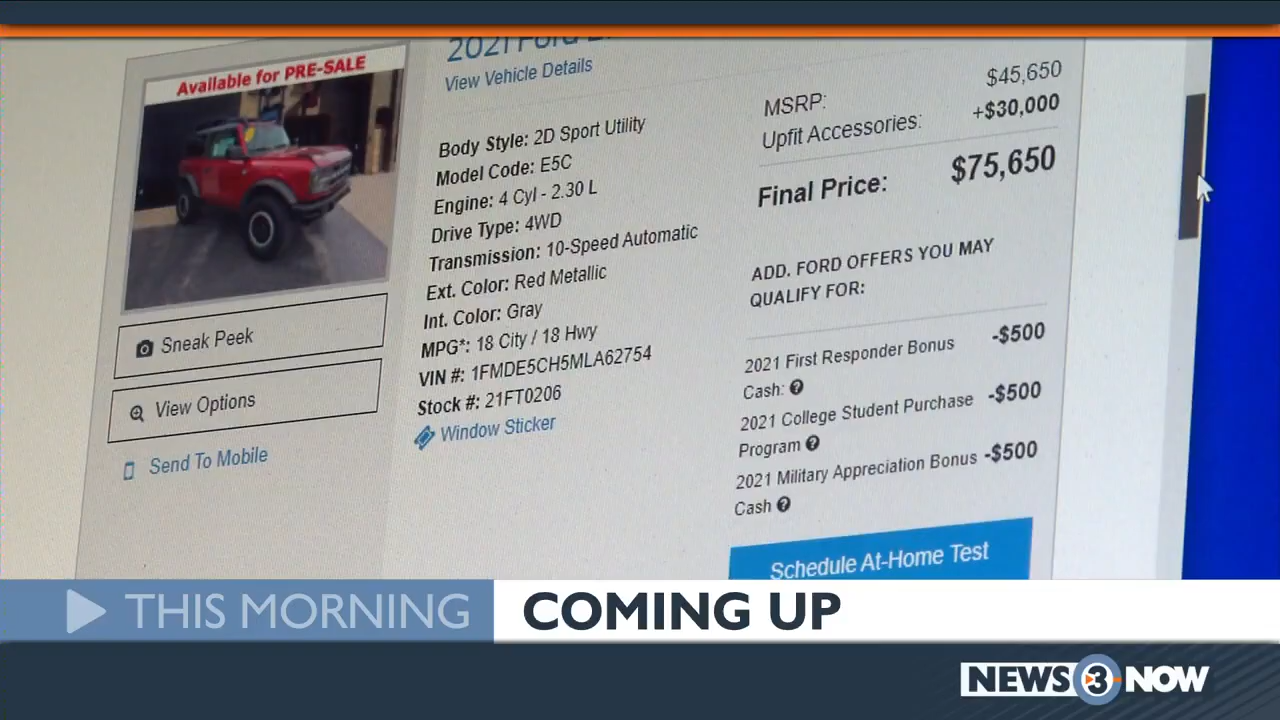 Available for PRE-SALE
2021 Ford
View Vehicle Details
Body Style: 2D Sport Utility
Model Code: E5C
Engine: 4 Cyl - 2.30 L
Drive Type: 4WD
Transmission: 10-Speed Automatic
Ext. Color: Red Metallic
Int. Color: Gray
MPG*: 18 City / 18 Hwy
VIN #: 1FMDE5CH5MLA62754
Stock #: 21FT0206
Window Sticker
Sneak Peek
View Options
Send To Mobile
MSRP: $45,650
Upfit Accessories: +$30,000
Final Price: $75,650
ADD. FORD OFFERS YOU MAY
QUALIFY FOR:
2021 First Responder Bonus -$500
Cash:
2021 College Student Purchase -$500
Program
2021 Military Appreciation Bonus -$500
Cash
Schedule At-Home Test
THIS MORNING COMING UP
NEWS 3 NOW